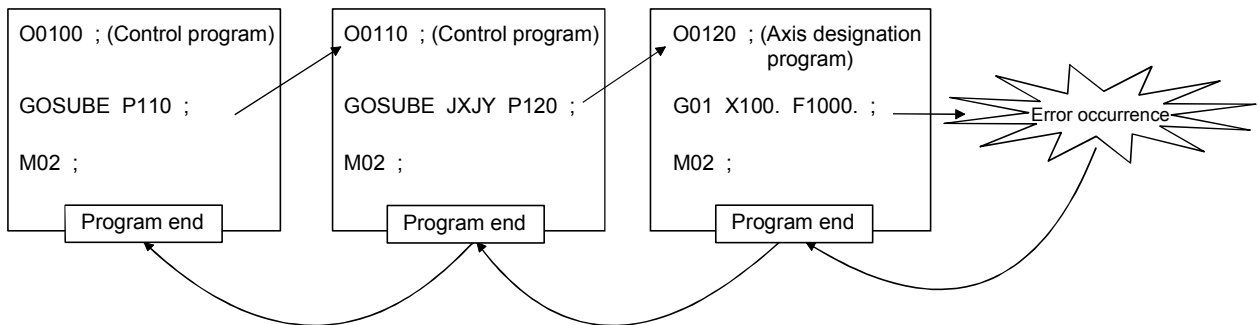 O0100 ; (Control program)
GOSUBE P110 ;
M02 ;
Program end
O0110 ; (Control program)
GOSUBE JXJY P120 ;
M02 ;
Program end
O0120 ; (Axis designation
program)
G01 X100. F1000. ;
M02 ;
Program end
Error occurrence